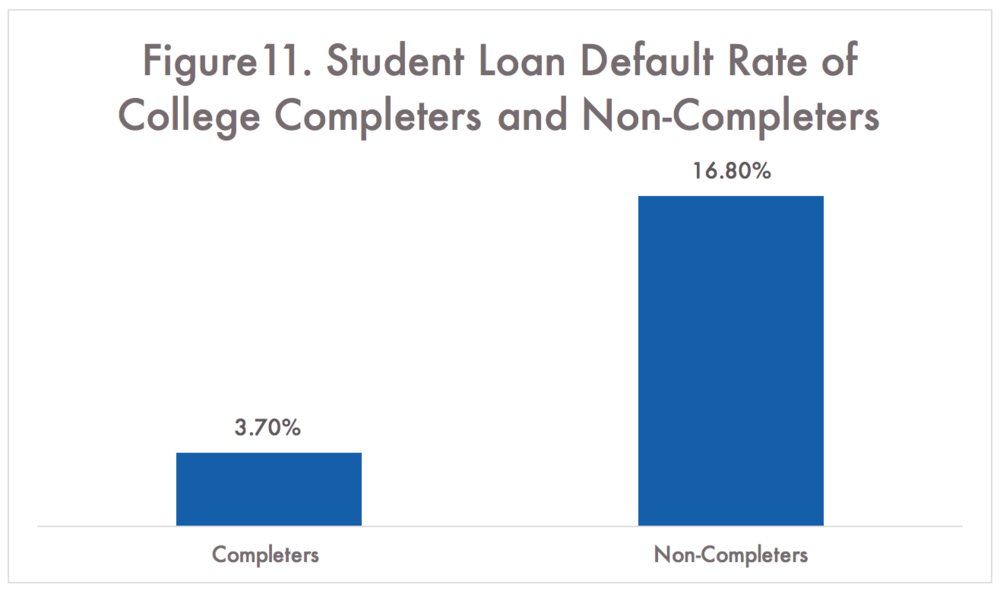 Figure11. Student Loan Default Rate of
College Completers and Non-Completers
16.80%
3.70%
Completers
Non-Completers